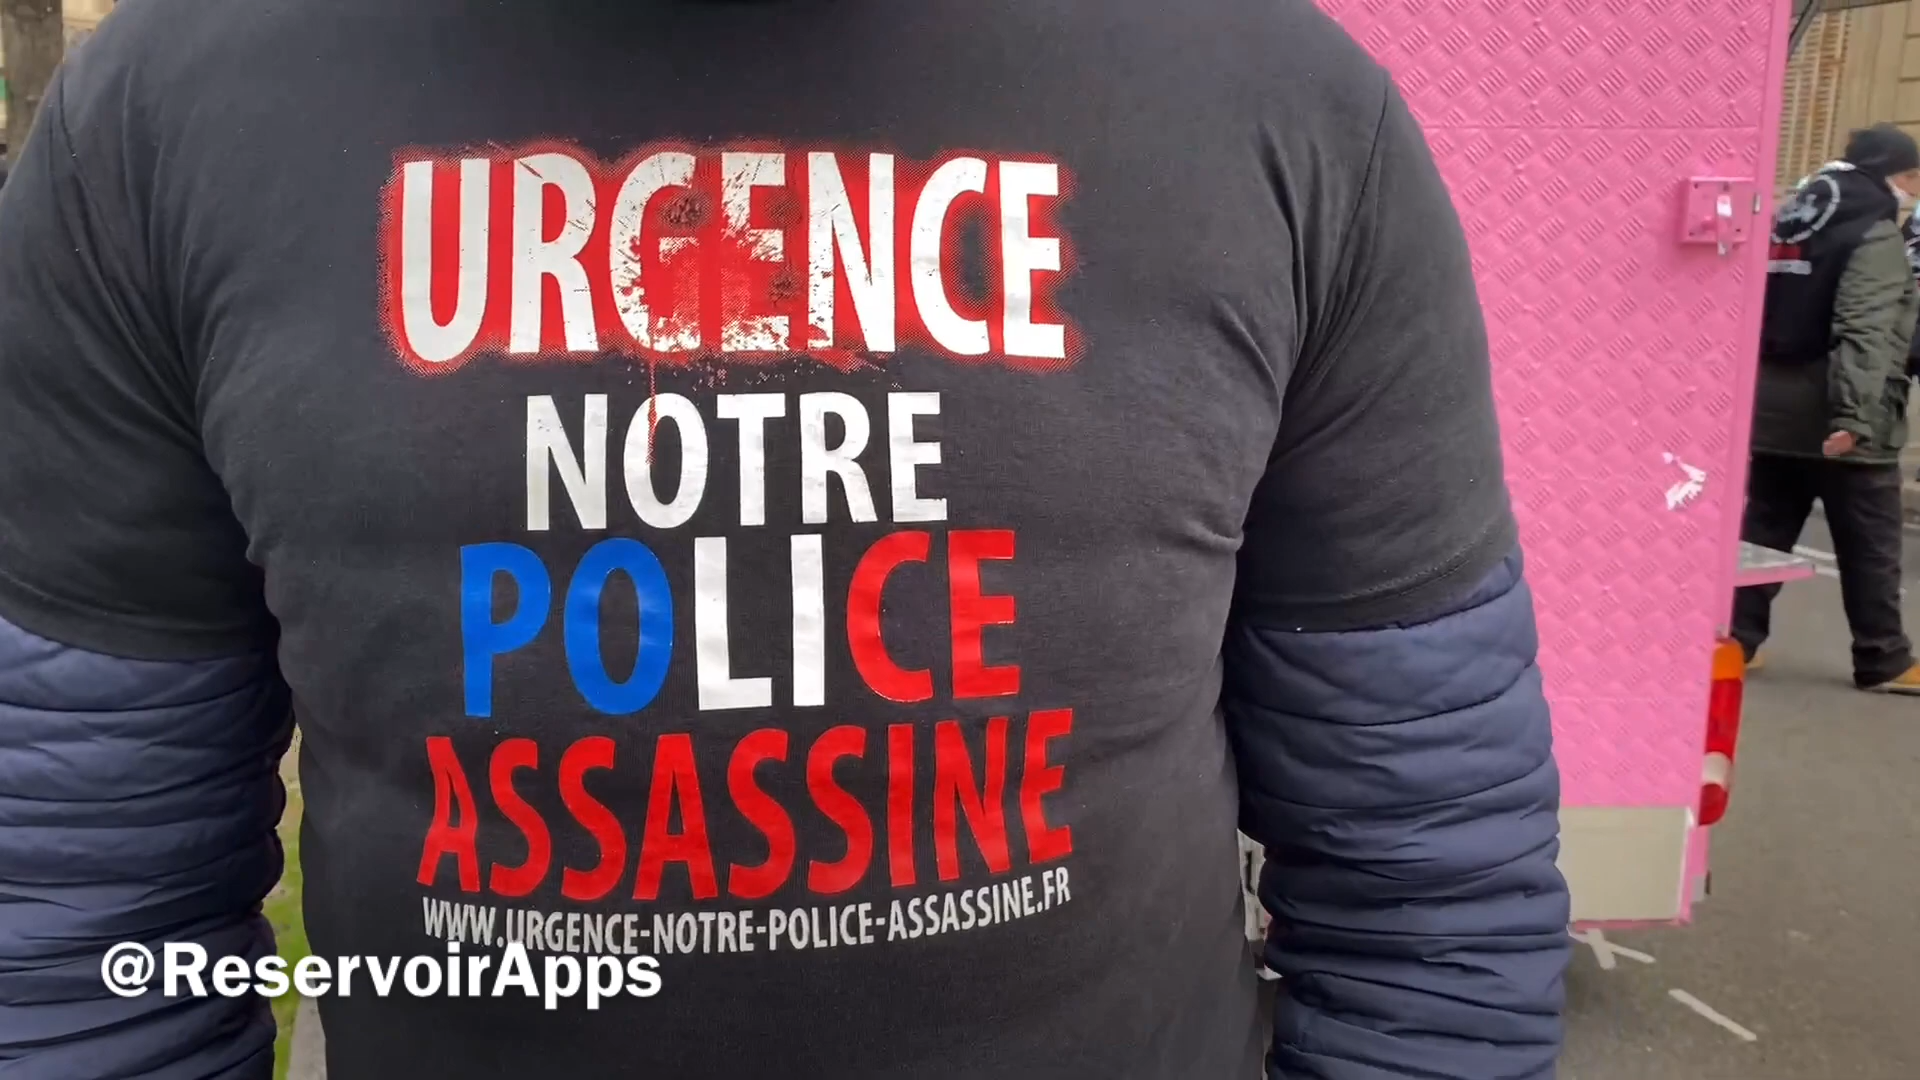 URGENCE
NOTRE
POLICE
ASSASSINE
WWW.URGENCE-NOTRE-POLICE-ASSASSINE.FR
@ReservoirApps